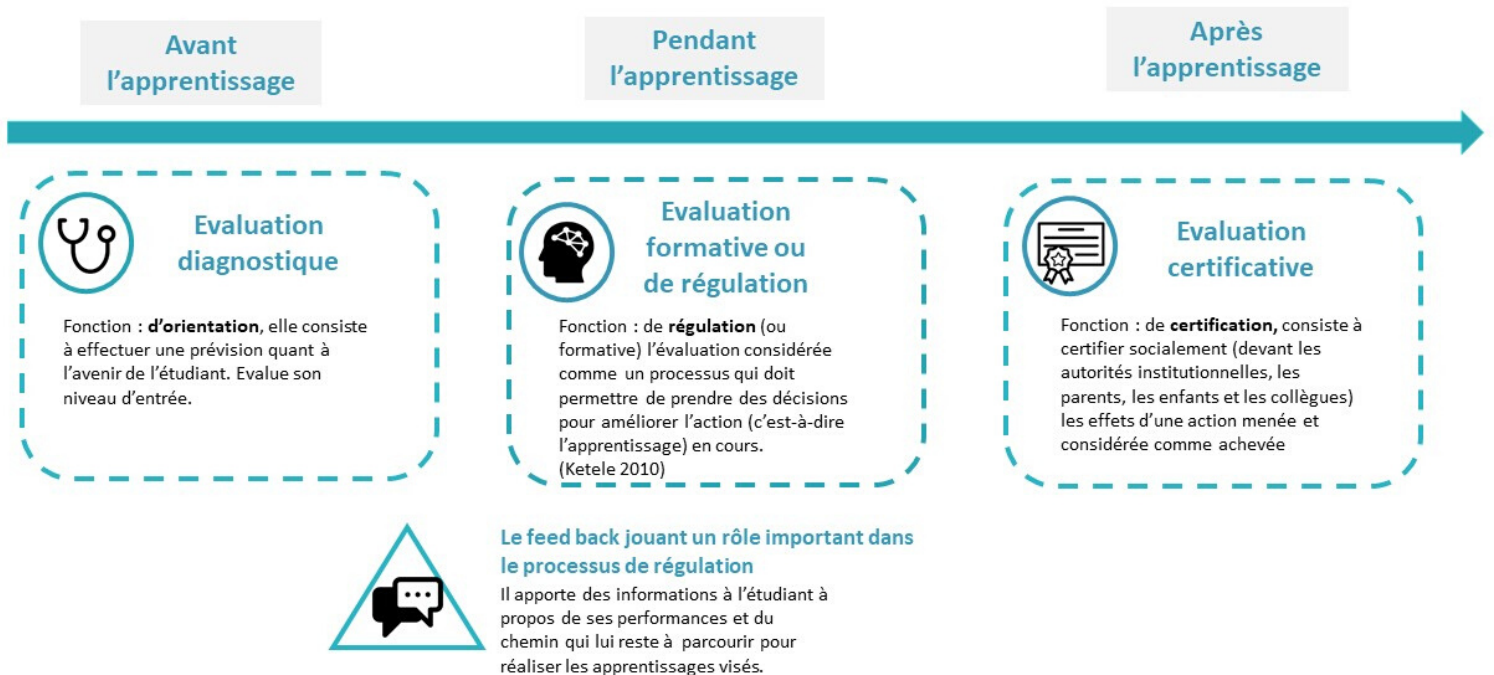 Avant
l'apprentissage
Pendant
l'apprentissage
Après
l'apprentissage
Evaluation
diagnostique
Fonction : d'orientation, elle consiste
à effectuer une prévision quant à
l'avenir de l'étudiant. Evalue son
niveau d'entrée.
Evaluation
formative ou
de régulation
Fonction : de régulation (ou
formative) l'évaluation considérée
comme un processus qui doit
permettre de prendre des décisions
pour améliorer l'action (c'est-à-dire
l'apprentissage) en cours.
(Ketele 2010)
Evaluation
certificative
Fonction : de certification, consiste à
certifier socialement (devant les
autorités institutionnelles, les
parents, les enfants et les collègues)
les effets d'une action menée et
considérée comme achevée
Le feed back jouant un rôle important dans
le processus de régulation
Il apporte des informations à l'étudiant à
propos de ses performances et du
chemin qui lui reste à parcourir pour
réaliser les apprentissages visés.